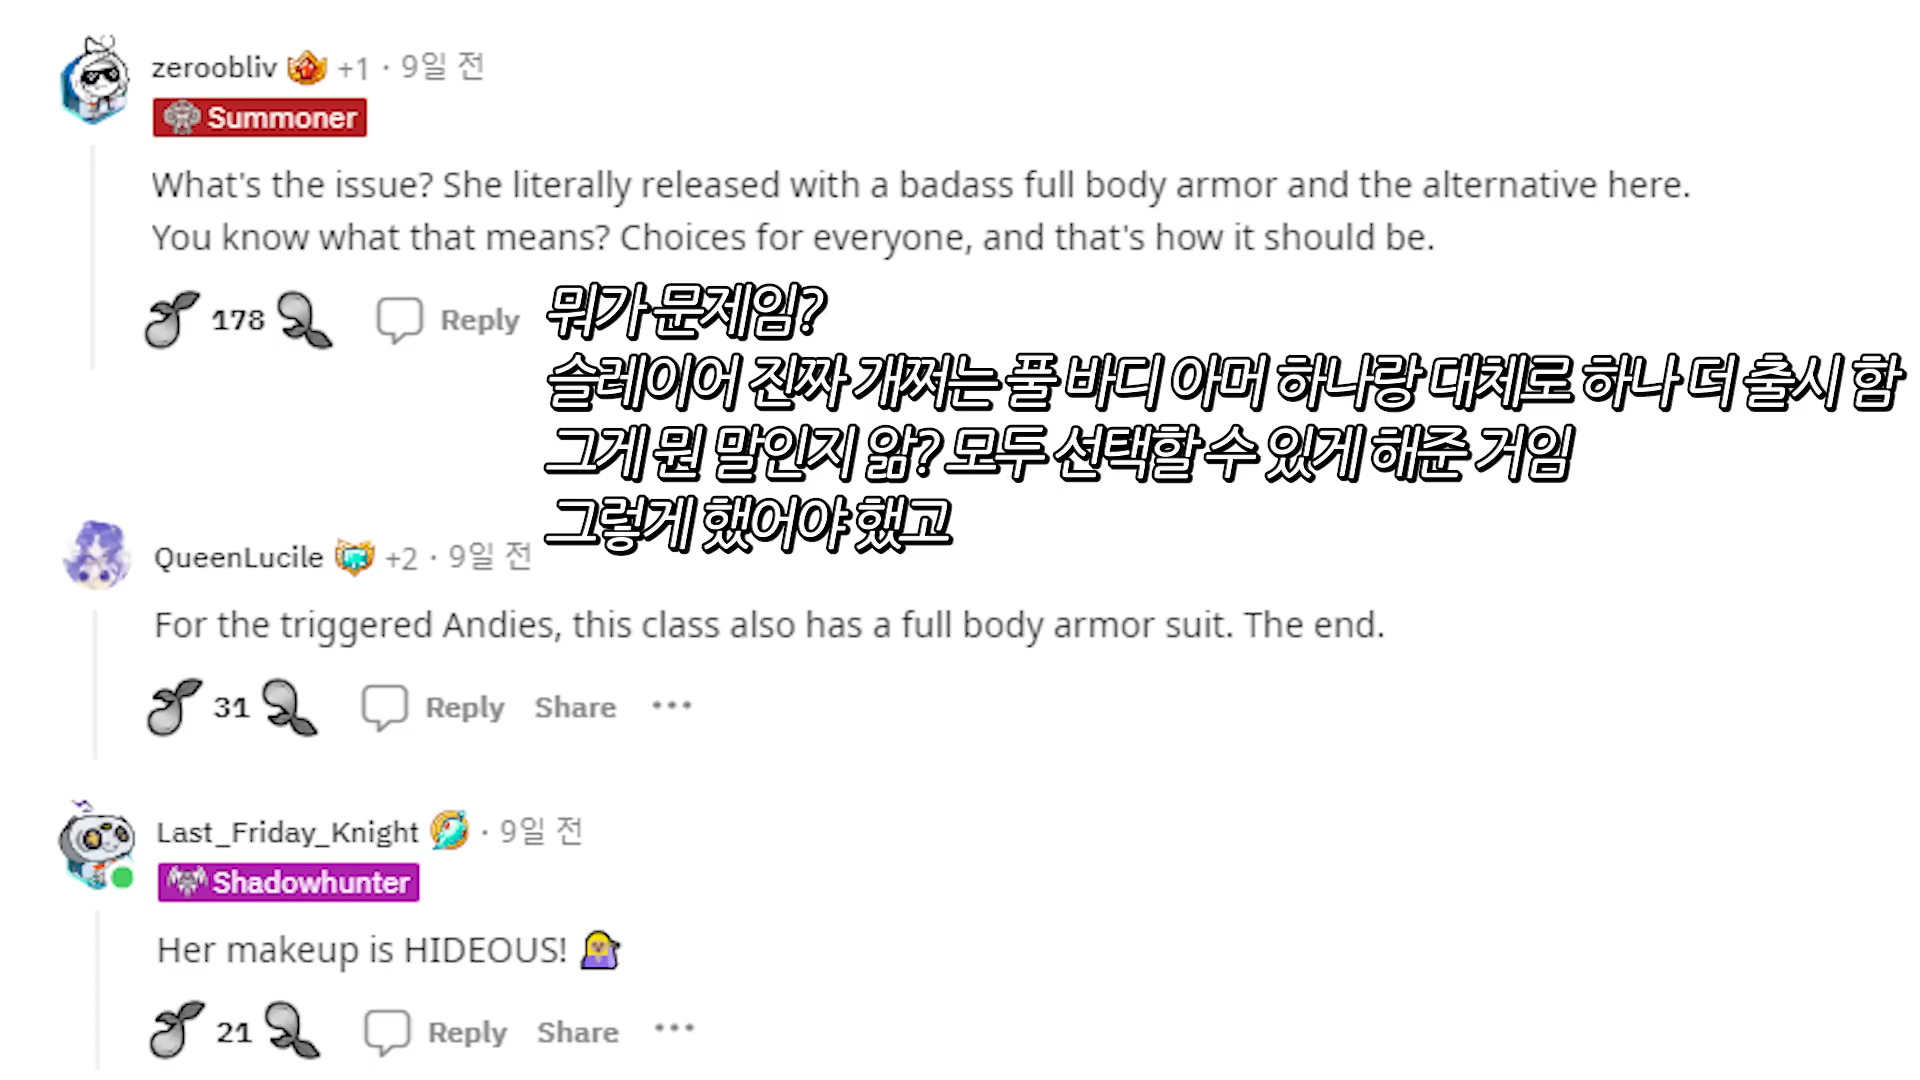 zeroobliv +1 · 9일 전
Summoner
What's the issue? She literally released with a badass full body armor and the alternative here.
You know what that means? Choices for everyone, and that's how it should be.
178 Reply
뭐가 문제임?
슬레이어 진짜 개쩌는 풀 바디 아머 하나랑 대체로 하나 더 출시 함
그게 뭔 말인지 앎? 모두 선택할 수 있게 해준 거임
그렇게 했어야 했고
QueenLucile +2 · 9일 전
For the triggered Andies, this class also has a full body armor suit. The end.
31 Reply Share ···
Last_Friday_Knight · 9일 전
Shadowhunter
Her makeup is HIDEOUS!
21 Reply Share ···